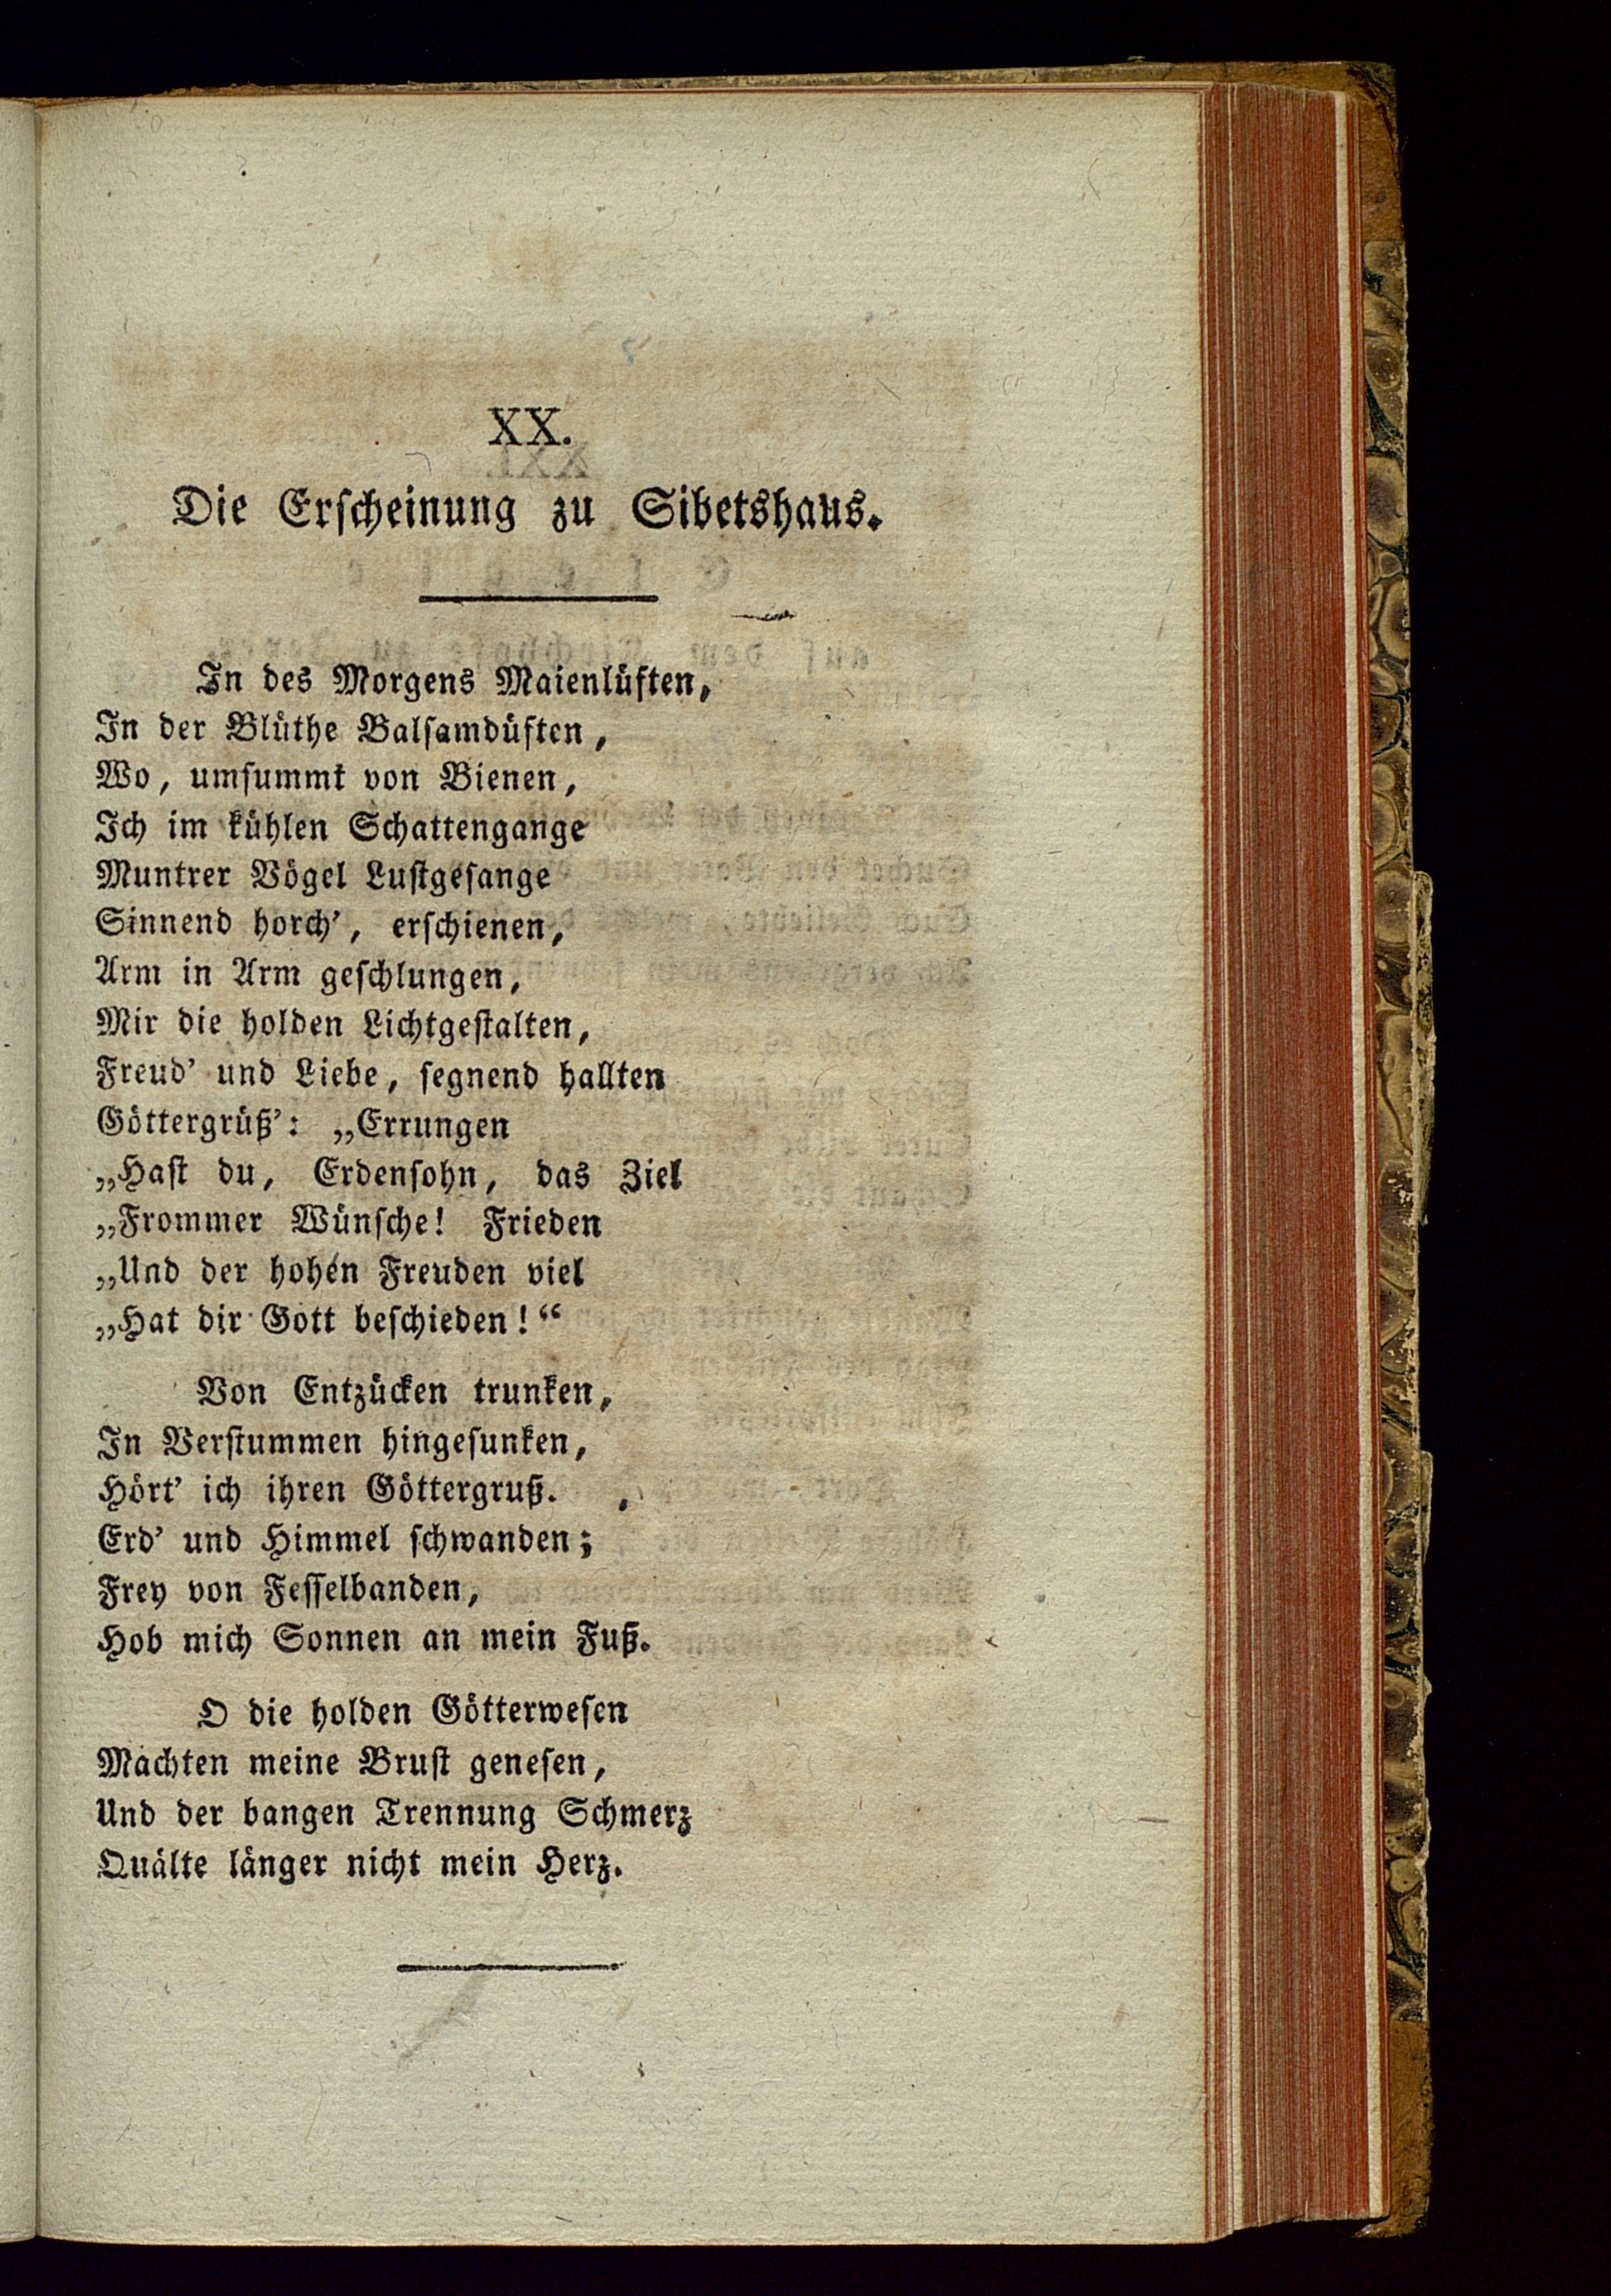 XX.
Die Erscheinung zu Sibetshaus.
In des Morgens Maienlüften,
In der Blüthe Balsamdüften,
Wo, umsummt von Bienen,
Ich im kühlen Schattengange
Muntrer Vögel Lustgesange
Sinnend horch', erschienen,
Arm in Arm geschlungen,
Mir die holden Lichtgestalten,
Freud' und Liebe, segnend hallten
Göttergrüß': „Errungen
„Hast du, Erdensohn, das Ziel
„Frommer Wünsche! Frieden
„Und der hohen Freuden viel
„Hat dir Gott beschieden!“
Von Entzücken trunken,
In Verstummen hingesunken,
Hört' ich ihren Göttergruß.
Erd' und Himmel schwanden;
Frey von Fesselbanden,
Hob mich Sonnen an mein Fuß.
O die holden Götterwesen
Machten meine Brust genesen,
Und der bangen Trennung Schmerz
Quälte länger nicht mein Herz.